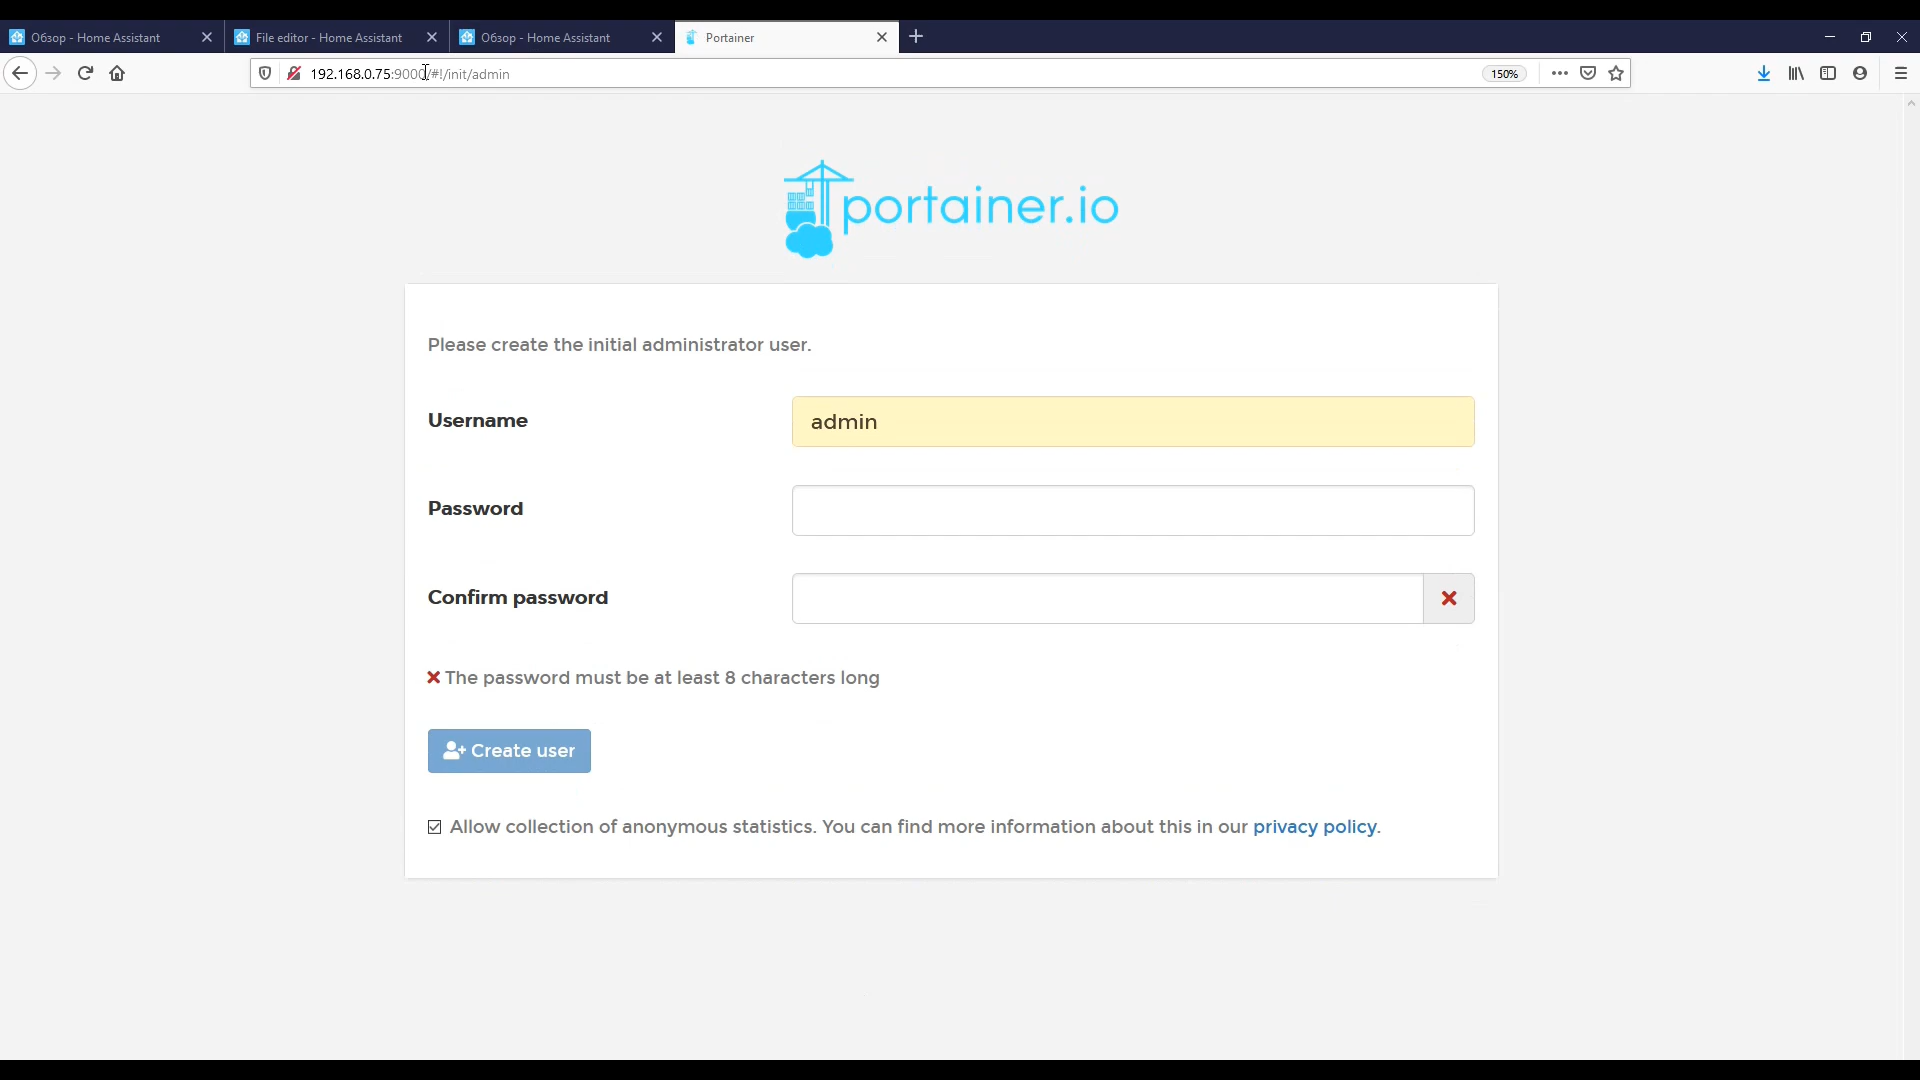 Обзор - Home Assistant
File editor - Home Assistant
Обзор - Home Assistant
Portainer
192.168.0.75:9000/#!/init/admin
150%
portainer.io
Please create the initial administrator user.
Username
admin
Password
Confirm password
The password must be at least 8 characters long
Create user
Allow collection of anonymous statistics. You can find more information about this in our privacy policy.